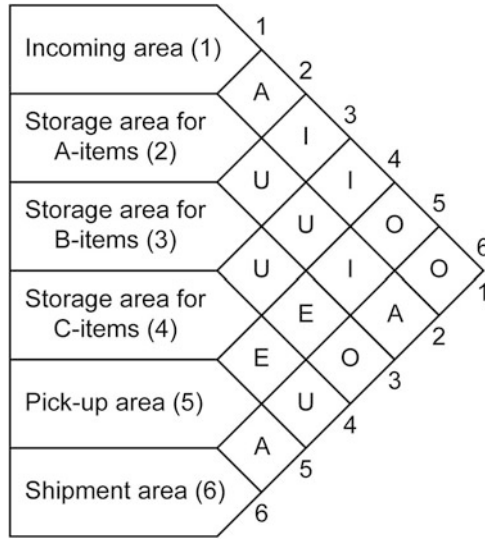 1
Incoming area (1)
2
A
3
Storage area for
I
A-items (2)
4
U I
5
Storage area for
U O
B-items (3)
6
U I O
1
Storage area for
E A
C-items (4)
2
E O
3
Pick-up area (5)
U
4
A
5
Shipment area (6)
6